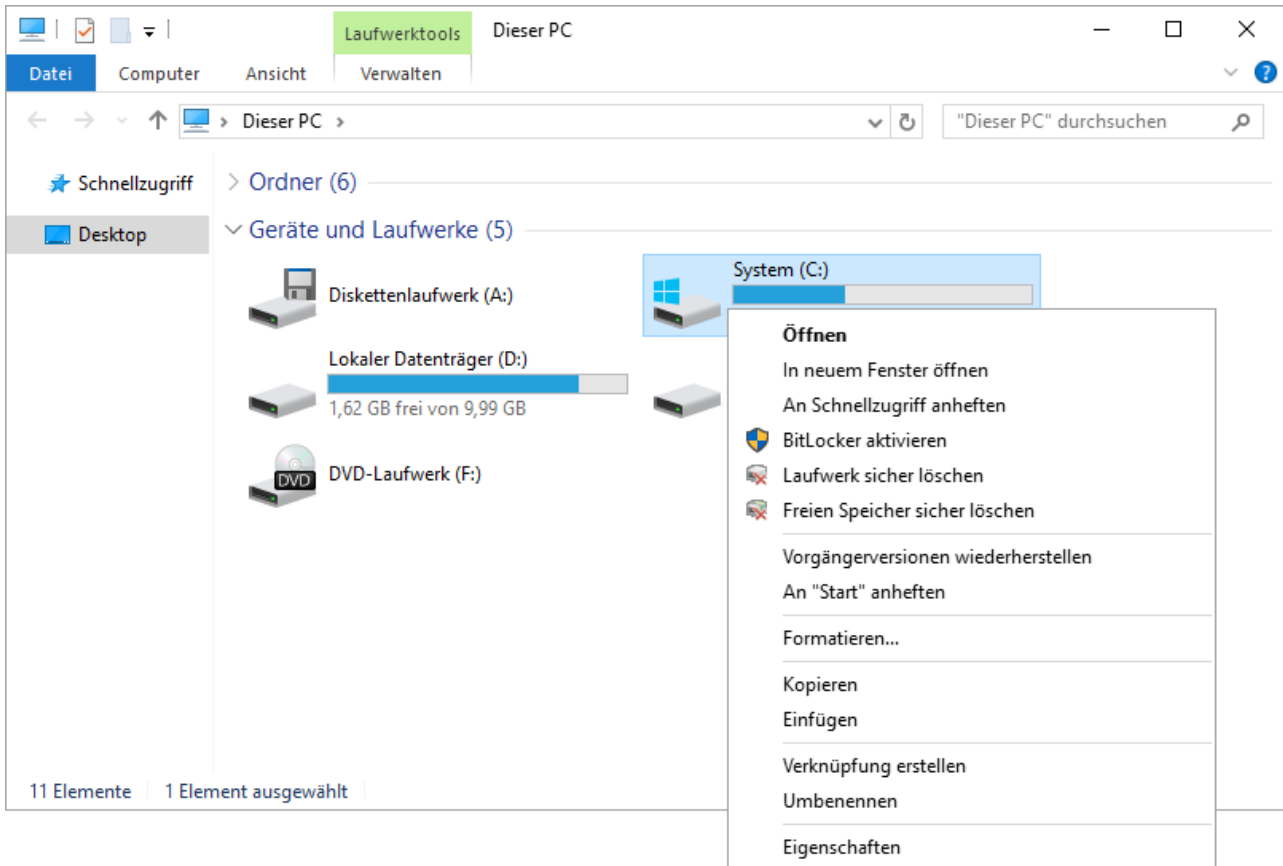 Laufwerktools Dieser PC
Datei Computer Ansicht Verwalten
Dieser PC "Dieser PC" durchsuchen
Schnellzugriff
Desktop
Ordner (6)
Geräte und Laufwerke (5)
Diskettenlaufwerk (A:)
System (C:)
Lokaler Datenträger (D:)
1,62 GB frei von 9,99 GB
DVD
DVD-Laufwerk (F:)
Öffnen
In neuem Fenster öffnen
An Schnellzugriff anheften
BitLocker aktivieren
Laufwerk sicher löschen
Freien Speicher sicher löschen
Vorgängerversionen wiederherstellen
An "Start" anheften
Formatieren...
Kopieren
Einfügen
Verknüpfung erstellen
Umbenennen
Eigenschaften
11 Elemente 1 Element ausgewählt